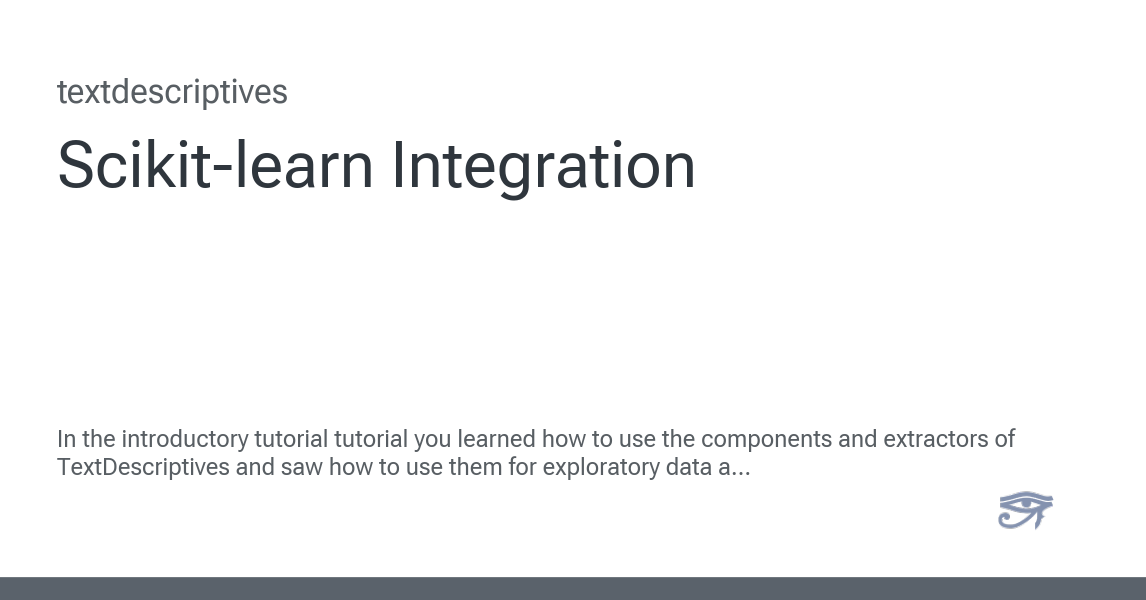 textdescriptives
Scikit-learn Integration
In the introductory tutorial tutorial you learned how to use the components and extractors of
TextDescriptives and saw how to use them for exploratory data a...